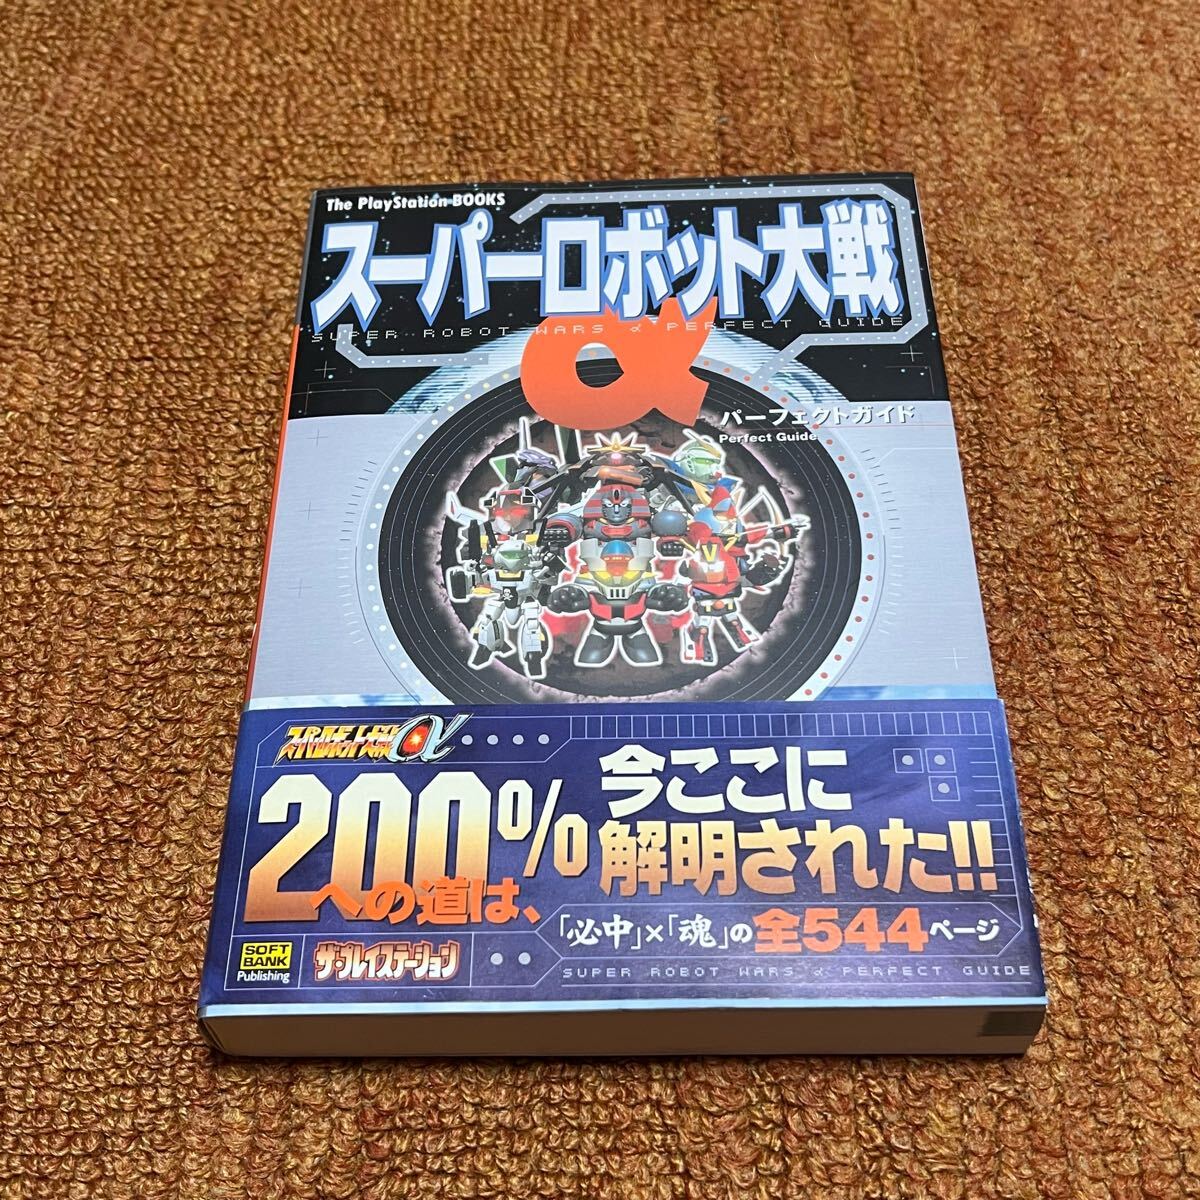 The PlayStation BOOKS
スーパーロボット大戦
SUPER ROBOT WARS α PERFECT GUIDE
α
パーフェクトガイド
Perfect Guide
スーパーロボット大戦α
200%
への道は、
今ここに
解明された!!
「必中」×「魂」の全544ページ
SOFT
BANK
Publishing
ザ・プレイステーション
SUPER ROBOT WARS α PERFECT GUIDE